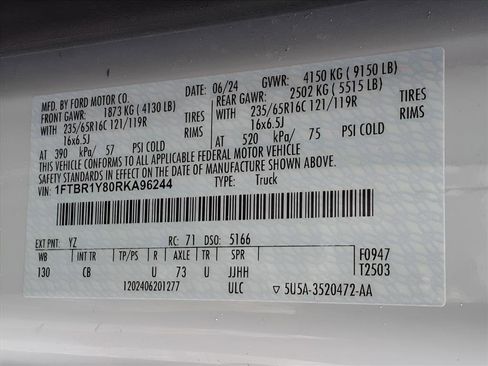 MFD. BY FORD MOTOR CO. DATE: 06/24 GVWR: 4150 KG ( 9150 LB)
FRONT GAWR: 1873 KG ( 4130 LB) REAR GAWR: 2502 KG ( 5515 LB)
WITH 235/65R16C 121/119R TIRES WITH 235/65R16C 121/119R TIRES
16x6.5J RIMS 16x6.5J RIMS
AT 390 kPa/ 57 PSI COLD AT 520 kPa/ 75 PSI COLD
THIS VEHICLE CONFORMS TO ALL APPLICABLE FEDERAL MOTOR VEHICLE
SAFETY STANDARDS IN EFFECT ON THE DATE OF MANUFACTURE SHOWN ABOVE.
VIN: 1FTBR1Y80RKA96244 TYPE: Truck
EXT PNT: YZ RC: 71 DSO: 5166
WB INT TR TP/PS R AXLE TR SPR F0947
130 CB U 73 U JJHH T2503
1202406201277 ULC ▽ 5U5A-3520472-AA